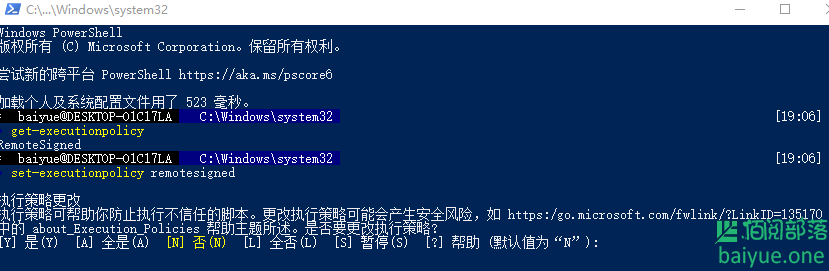 C:\...\Windows\system32
Windows PowerShell
版权所有 (C) Microsoft Corporation。保留所有权利。
尝试新的跨平台 PowerShell https://aka.ms/pscore6
加载个人及系统配置文件用了 523 毫秒。
baiyue@DESKTOP-01C17LA C:\Windows\system32 [19:06]
get-executionpolicy
RemoteSigned
baiyue@DESKTOP-01C17LA C:\Windows\system32 [19:06]
set-executionpolicy remotesigned
执行策略更改
执行策略可帮助你防止执行不信任的脚本。更改执行策略可能会产生安全风险，如 https:/go.microsoft.com/fwlink/?LinkID=135170
中的 about_Execution_Policies 帮助主题所述。是否要更改执行策略?
[Y] 是(Y) [A] 全是(A) [N] 否(N) [L] 全否(L) [S] 暂停(S) [?] 帮助 (默认值为“N”):
佰阅部落
baiyue.one